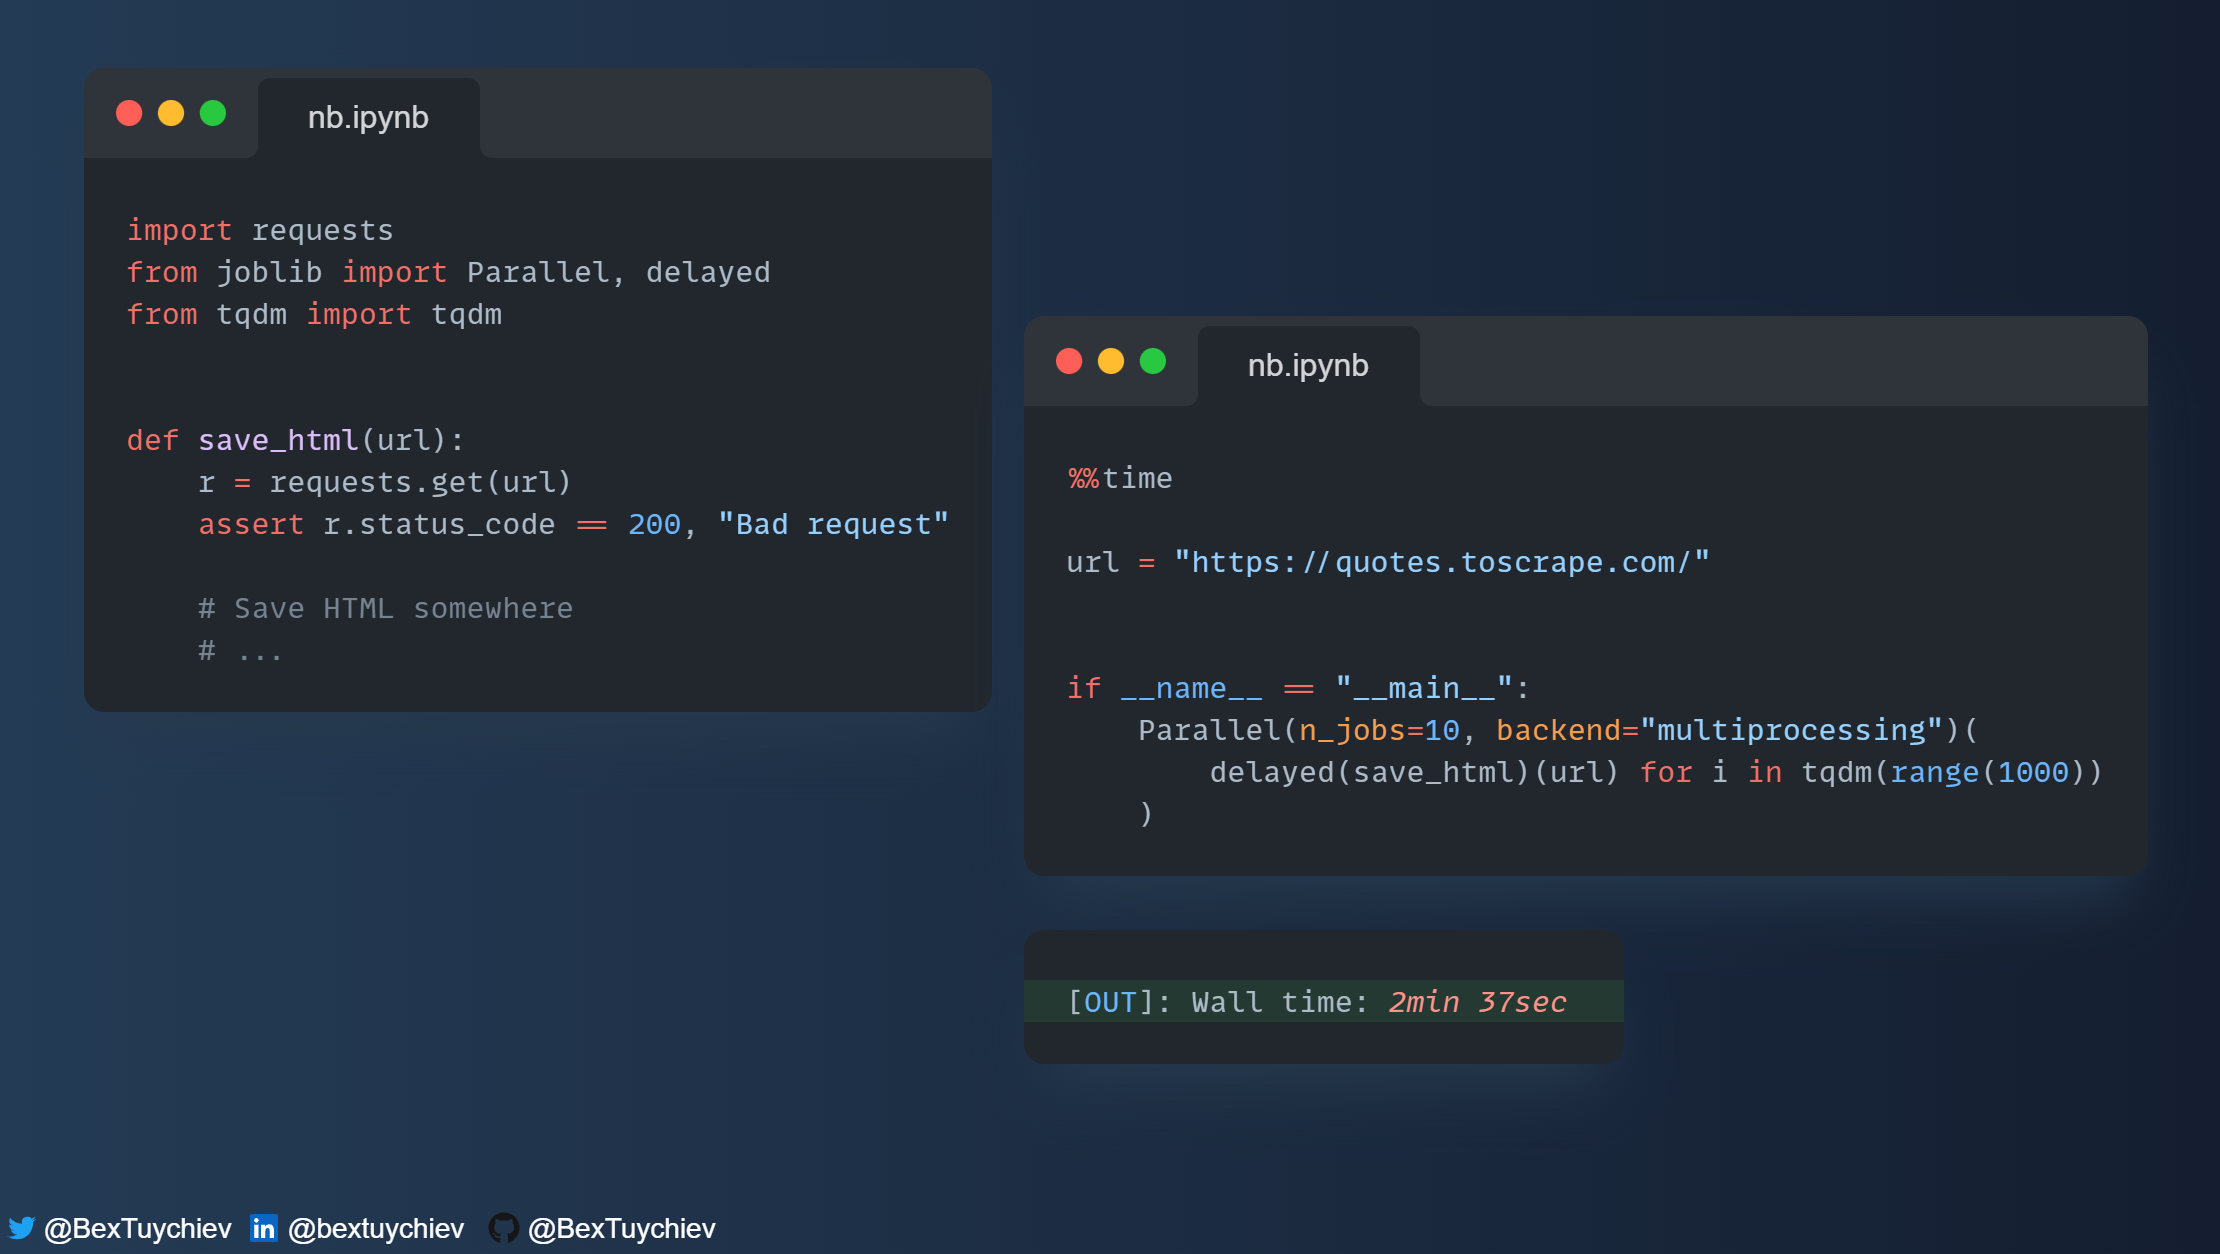 nb.ipynb
import requests
from joblib import Parallel, delayed
from tqdm import tqdm
def save_html(url):
    r = requests.get(url)
    assert r.status_code == 200, "Bad request"
    # Save HTML somewhere
    # ...
nb.ipynb
%%time
url = "https://quotes.toscrape.com/"
if __name__ == "__main__":
    Parallel(n_jobs=10, backend="multiprocessing")(
        delayed(save_html)(url) for i in tqdm(range(1000))
    )
[OUT]: Wall time: 2min 37sec
@BexTuychiev in @bextuychiev @BexTuychiev